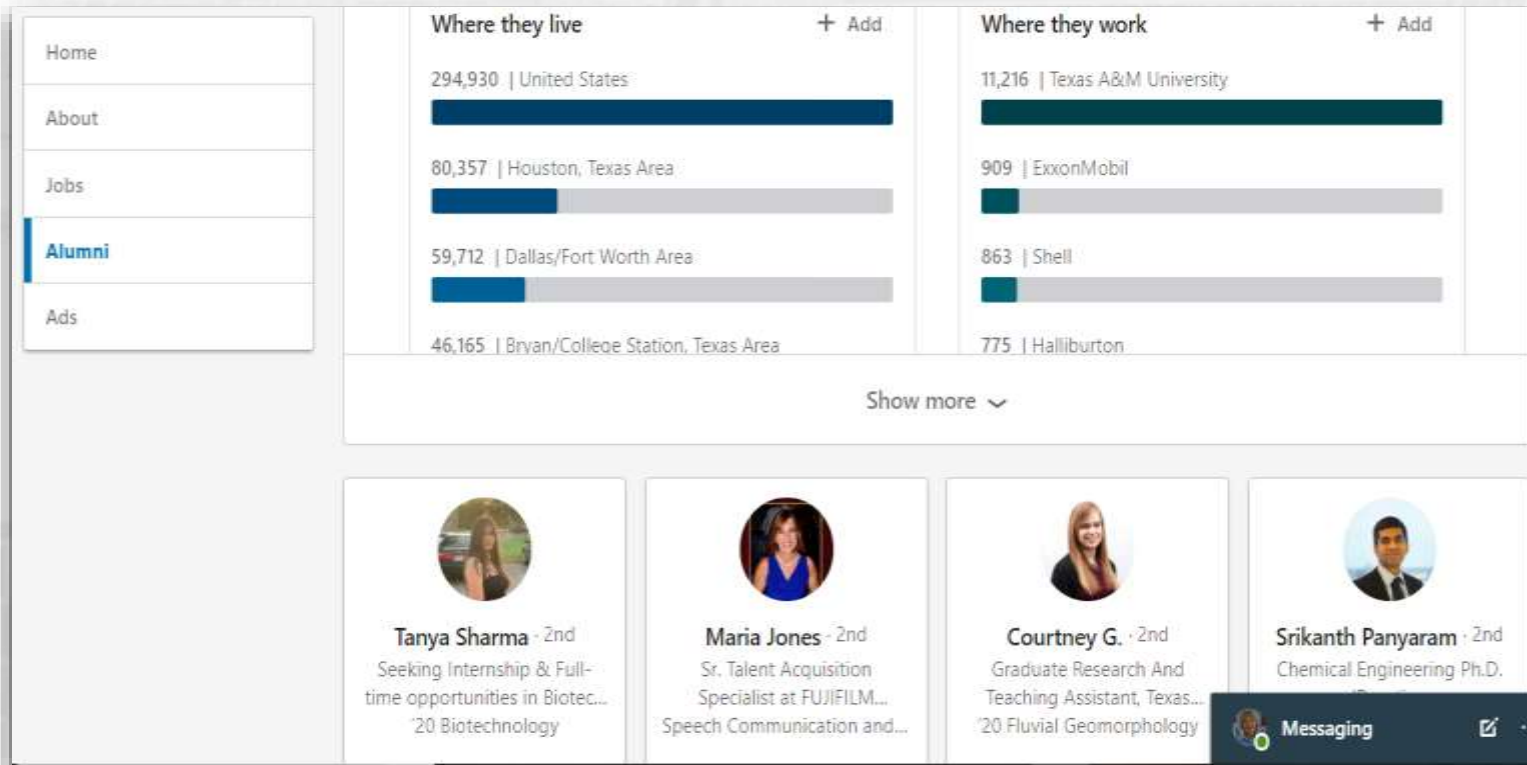 Home
About
Jobs
Alumni
Ads
Where they live + Add
294,930 | United States
80,357 | Houston, Texas Area
59,712 | Dallas/Fort Worth Area
46,165 | Bryan/College Station, Texas Area
Where they work + Add
11,216 | Texas A&M University
909 | ExxonMobil
863 | Shell
775 | Halliburton
Show more
Tanya Sharma · 2nd
Seeking Internship & Full-
time opportunities in Biotec...
'20 Biotechnology
Maria Jones · 2nd
Sr. Talent Acquisition
Specialist at FUJIFILM...
Speech Communication and...
Courtney G. · 2nd
Graduate Research And
Teaching Assistant, Texas...
'20 Fluvial Geomorphology
Srikanth Panyaram · 2nd
Chemical Engineering Ph.D.
Messaging